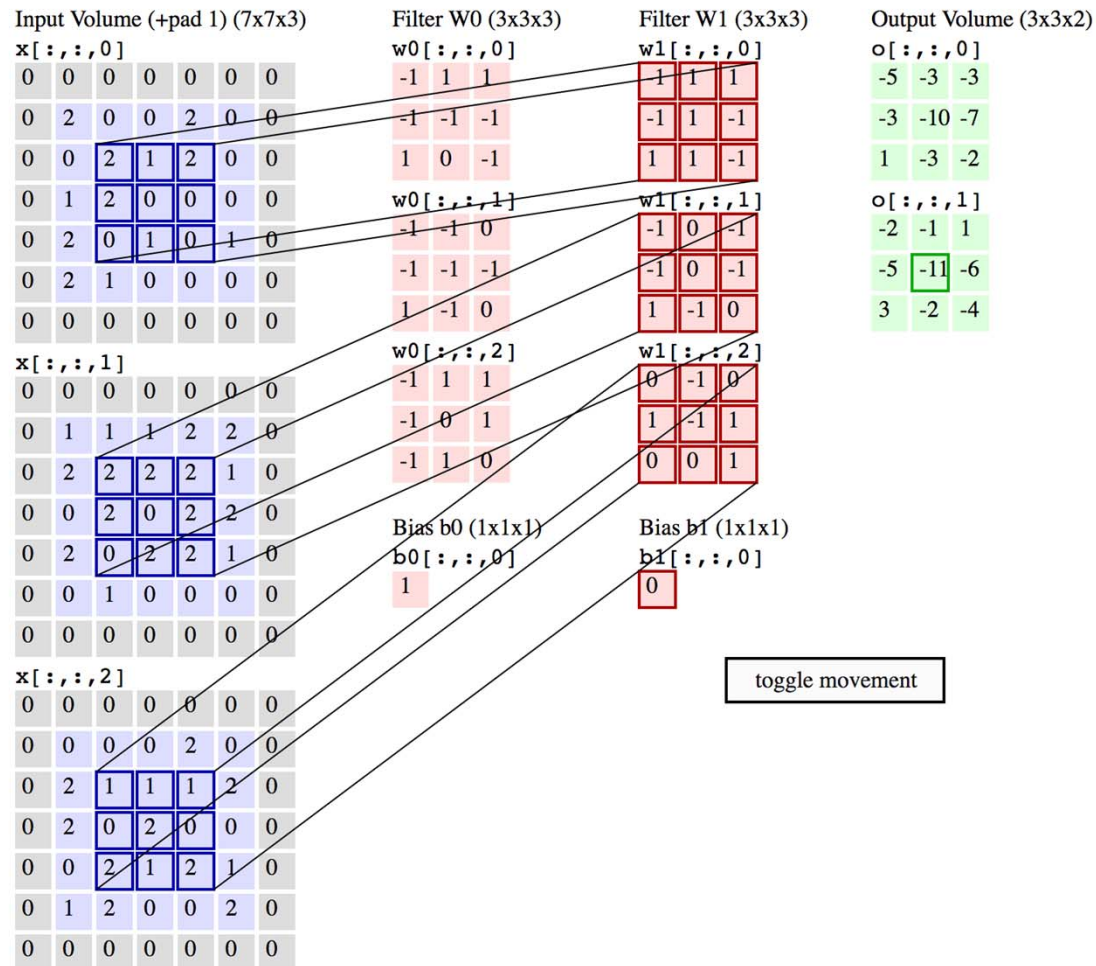 Input Volume (+pad 1) (7x7x3)
x[:,:,0]
0 0 0 0 0 0 0
0 2 0 0 2 0 0
0 0 2 1 2 0 0
0 1 2 0 0 0 0
0 2 0 1 0 1 0
0 2 1 0 0 0 0
0 0 0 0 0 0 0
x[:,:,1]
0 0 0 0 0 0 0
0 1 1 1 2 2 0
0 2 2 2 2 1 0
0 0 2 0 2 2 0
0 2 0 2 2 1 0
0 0 1 0 0 0 0
0 0 0 0 0 0 0
x[:,:,2]
0 0 0 0 0 0 0
0 0 0 0 2 0 0
0 2 1 1 1 2 0
0 2 0 2 0 0 0
0 0 2 1 2 1 0
0 1 2 0 0 2 0
0 0 0 0 0 0 0
Filter W0 (3x3x3)
w0[:,:,0]
-1 1 1
-1 -1 -1
1 0 -1
w0[:,:,1]
-1 -1 0
-1 -1 -1
1 -1 0
w0[:,:,2]
-1 1 1
-1 0 1
-1 1 0
Bias b0 (1x1x1)
b0[:,:,0]
1
Filter W1 (3x3x3)
w1[:,:,0]
-1 1 1
-1 1 -1
1 1 -1
w1[:,:,1]
-1 0 -1
-1 0 -1
1 -1 0
w1[:,:,2]
0 -1 0
1 -1 1
0 0 1
Bias b1 (1x1x1)
b1[:,:,0]
0
Output Volume (3x3x2)
o[:,:,0]
-5 -3 -3
-3 -10 -7
1 -3 -2
o[:,:,1]
-2 -1 1
-5 -11 -6
3 -2 -4
toggle movement